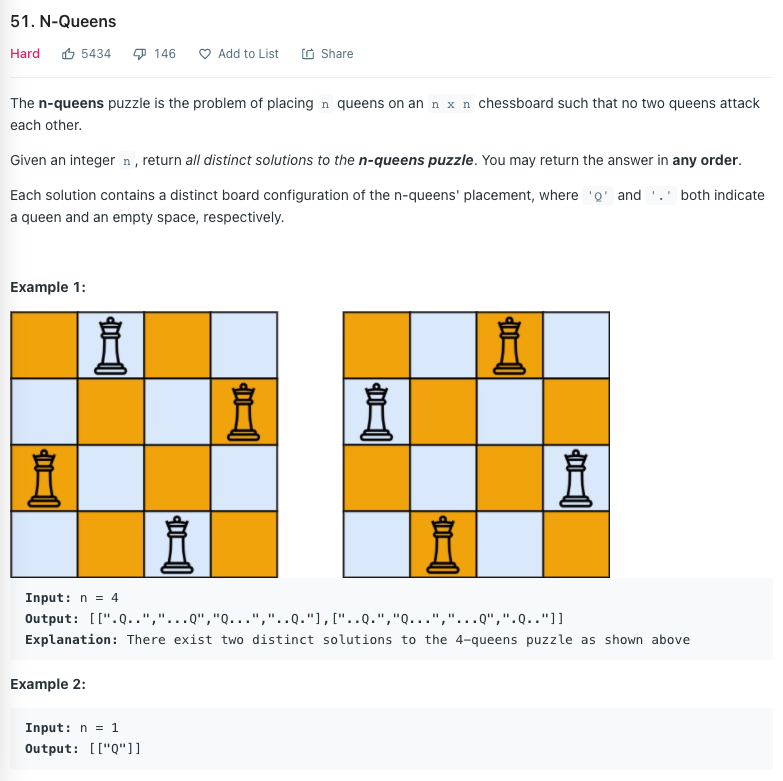 51. N-Queens
Hard 5434 146 Add to List Share
The n-queens puzzle is the problem of placing n queens on an n x n chessboard such that no two queens attack
each other.
Given an integer n, return all distinct solutions to the n-queens puzzle. You may return the answer in any order.
Each solution contains a distinct board configuration of the n-queens' placement, where 'Q' and '.' both indicate
a queen and an empty space, respectively.
Example 1:
Input: n = 4
Output: [[".Q..","...Q","Q...","..Q."],["..Q.","Q...","...Q",".Q.."]]
Explanation: There exist two distinct solutions to the 4-queens puzzle as shown above
Example 2:
Input: n = 1
Output: [["Q"]]